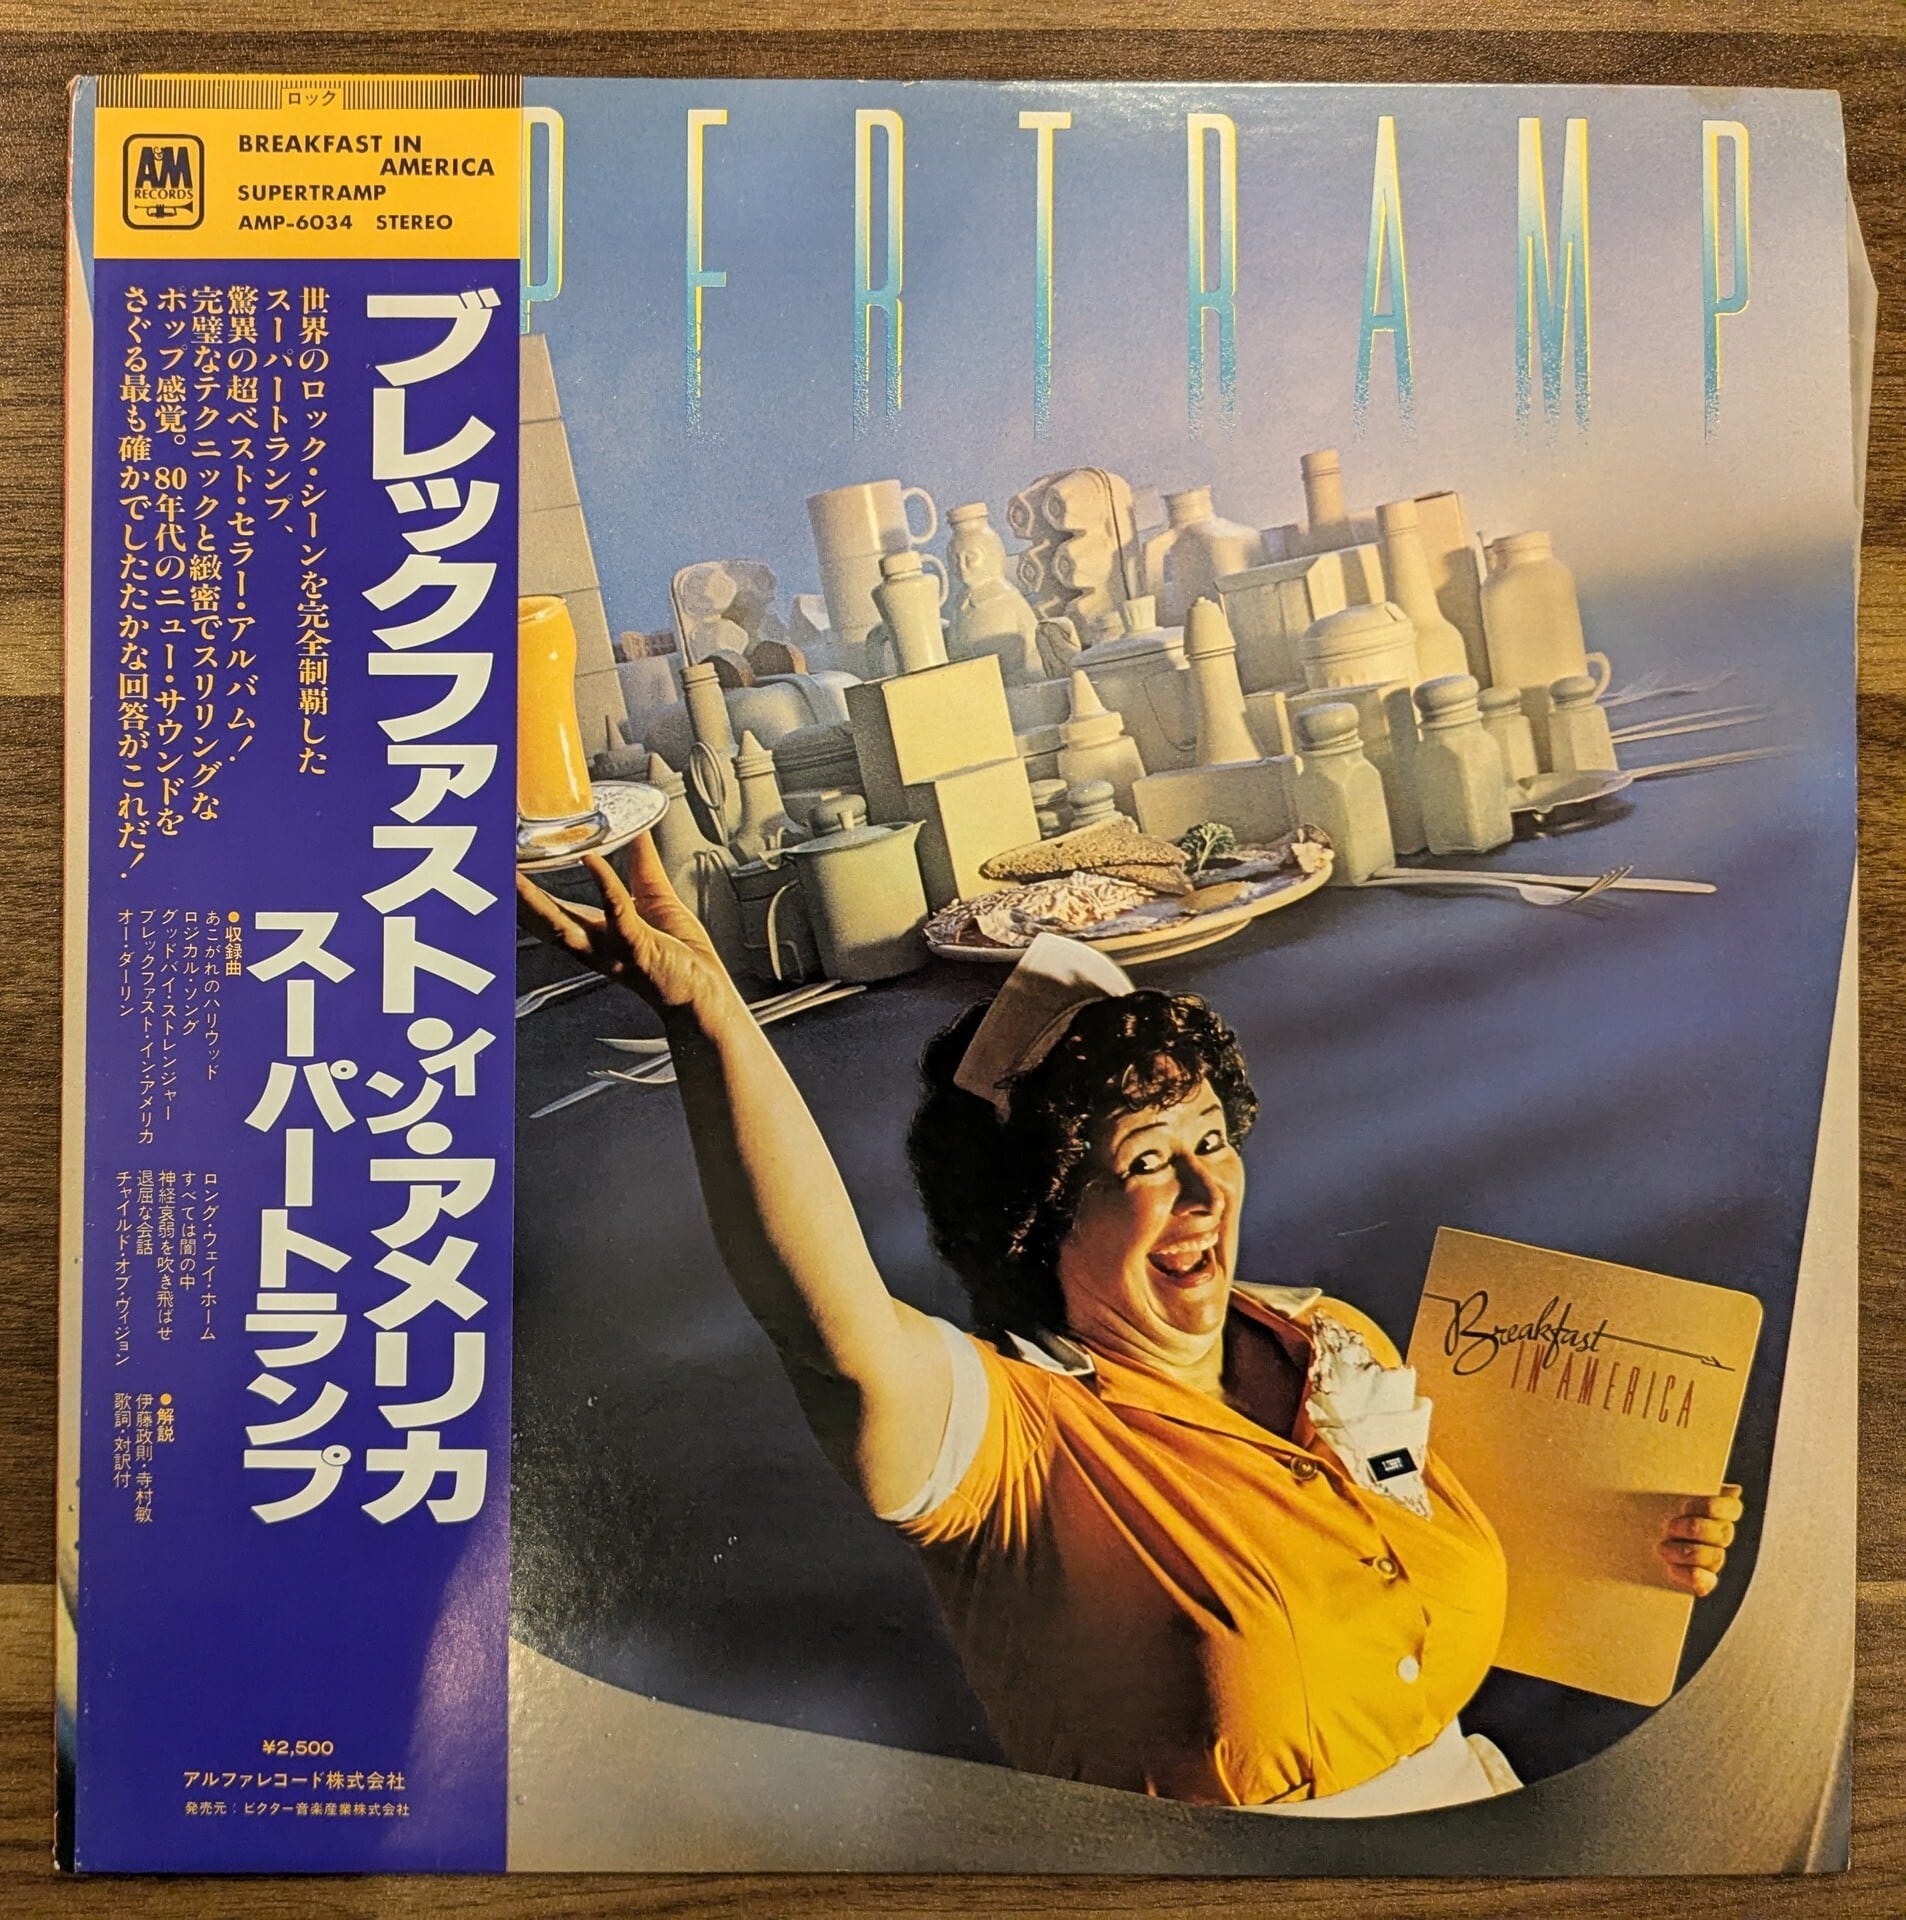 ロック
A&M
RECORDS
BREAKFAST IN
AMERICA
SUPERTRAMP
AMP-6034 STEREO
ブレックファスト・イン・アメリカ
スーパートランプ
世界のロック・シーンを完全制覇した
スーパートランプ、
驚異の超ベスト・セラー・アルバム!
完璧なテクニックと緻密でスリリングな
ポップ感覚。80年代のニュー・サウンドを
さぐる最も確かでしたたかな回答がこれだ!
●収録曲
あこがれのハリウッド
ロジカル・ソング
グッドバイ・ストレンジャー
ブレックファスト・イン・アメリカ
オー・ダーリン
ロング・ウェイ・ホーム
すべては闇の中
神経衰弱を吹き飛ばせ
退屈な会話
チャイルド・オブ・ヴィジョン
●解説
伊藤政則・寺村敏
歌詞・対訳付
¥2,500
アルファレコード株式会社
発売元:ビクター音楽産業株式会社
PERTRAMP
Breakfast
IN AMERICA